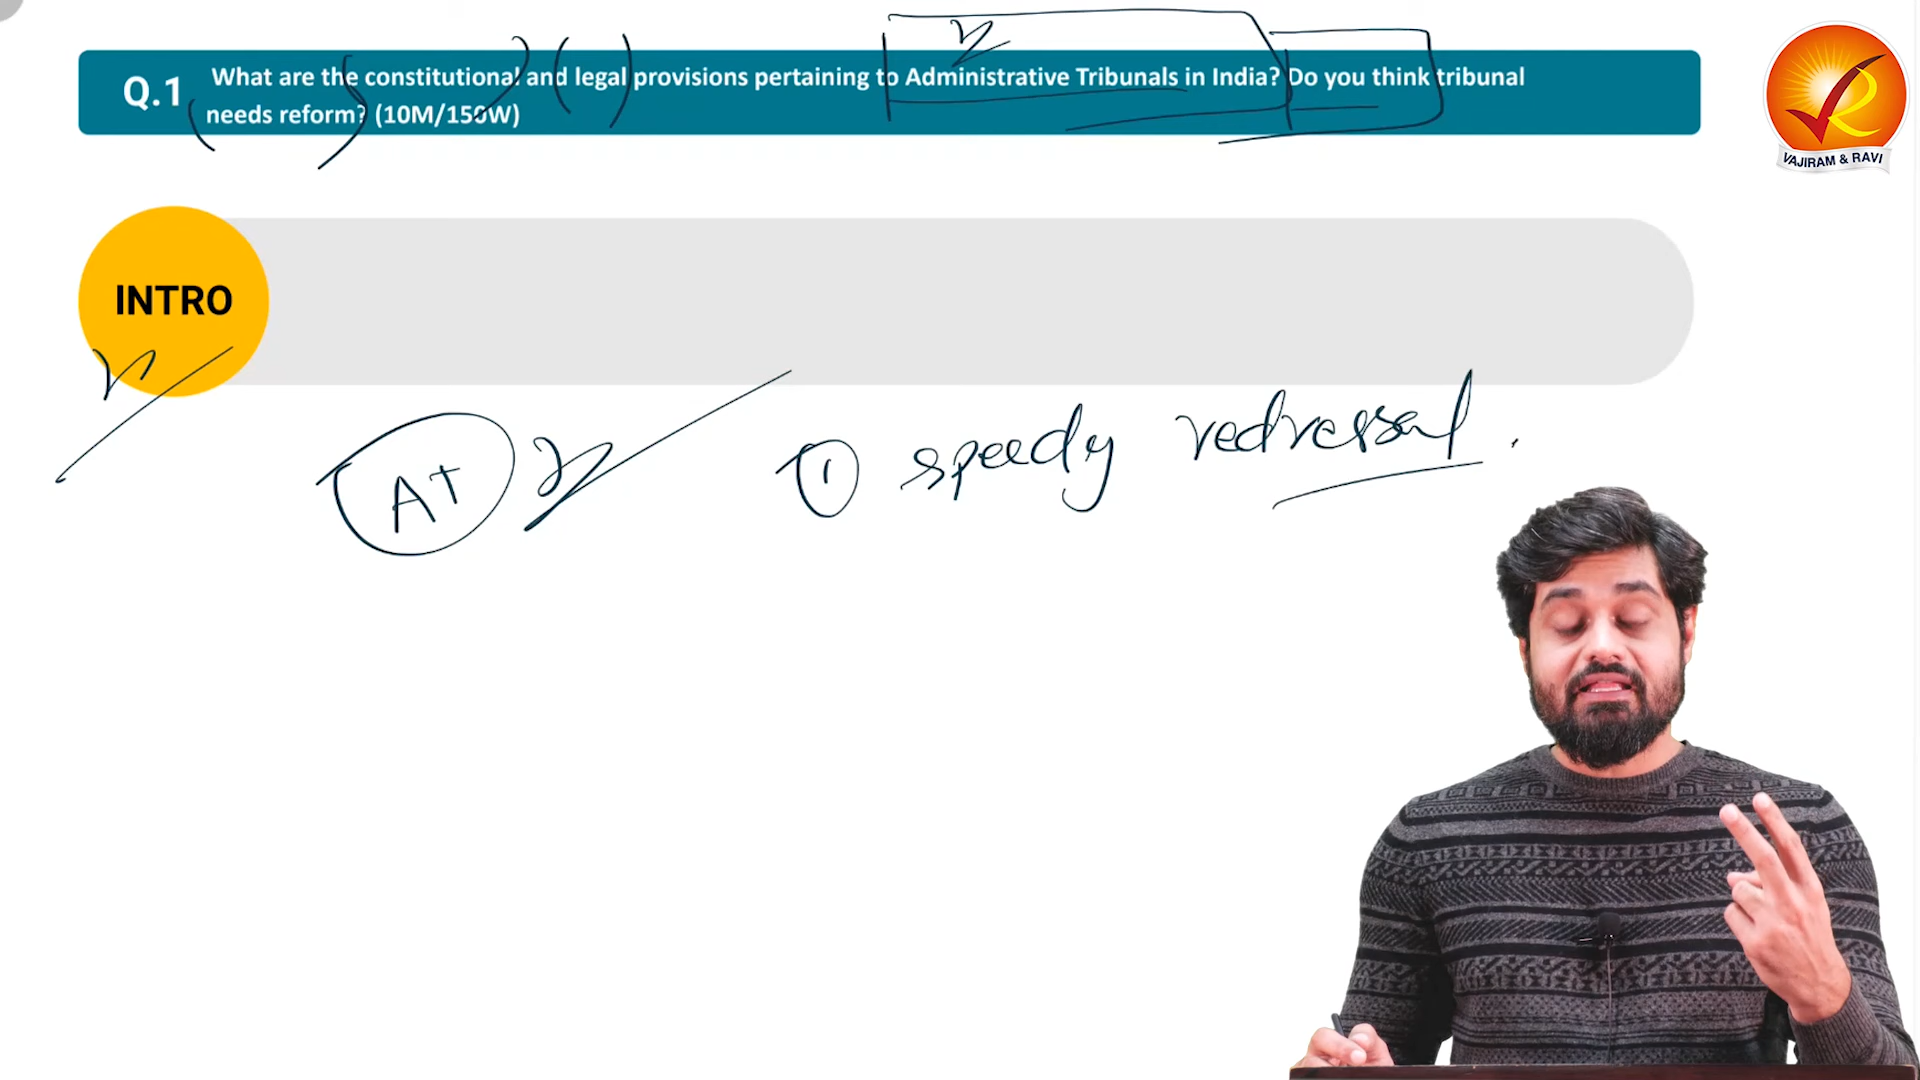 Q.1 What are the constitutional and legal provisions pertaining to Administrative Tribunals in India? Do you think tribunal
needs reform? (10M/150W)
VAJIRAM & RAVI
INTRO
AT
① speedy redressal.